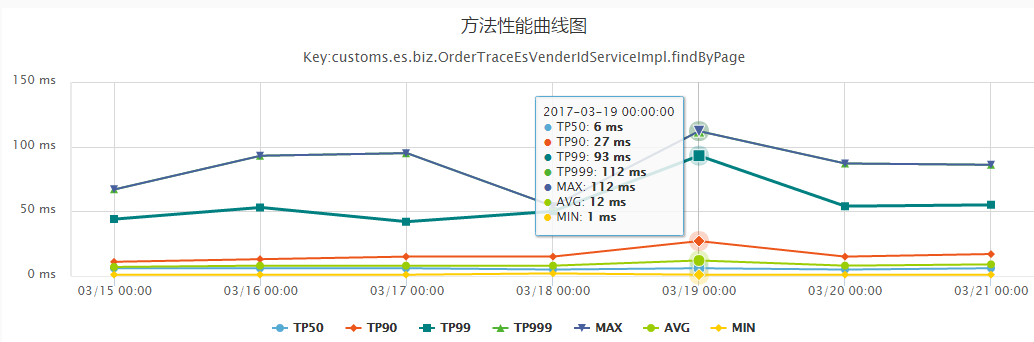 方法性能曲线图
Key:customs.es.biz.OrderTraceEsVenderIdServiceImpl.findByPage
150 ms
100 ms
50 ms
0 ms
2017-03-19 00:00:00
TP50: 6 ms
TP90: 27 ms
TP99: 93 ms
TP999: 112 ms
MAX: 112 ms
AVG: 12 ms
MIN: 1 ms
03/15 00:00 03/16 00:00 03/17 00:00 03/18 00:00 03/19 00:00 03/20 00:00 03/21 00:00
TP50 TP90 TP99 TP999 MAX AVG MIN